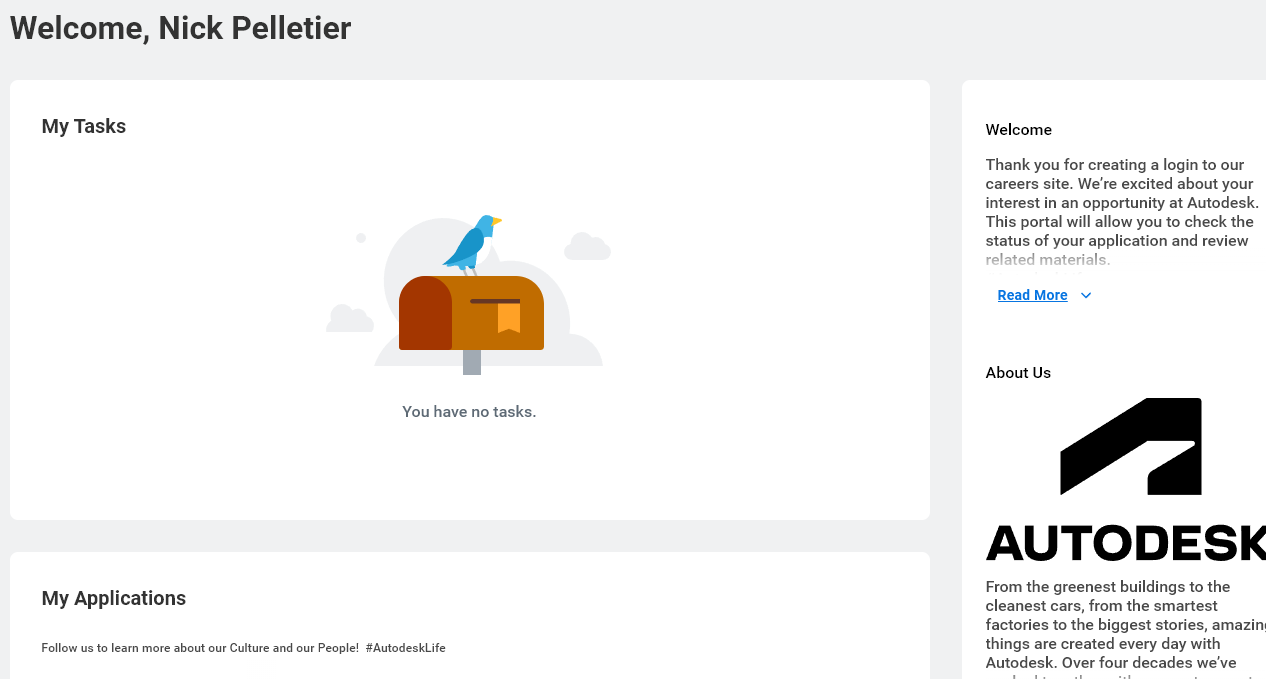 Welcome, Nick Pelletier
My Tasks
You have no tasks.
My Applications
Follow us to learn more about our Culture and our People! #AutodeskLife
Welcome
Thank you for creating a login to our
careers site. We’re excited about your
interest in an opportunity at Autodesk.
This portal will allow you to check the
status of your application and review
related materials.
Read More
About Us
AUTODESK
From the greenest buildings to the
cleanest cars, from the smartest
factories to the biggest stories, amazing
things are created every day with
Autodesk. Over four decades we’ve